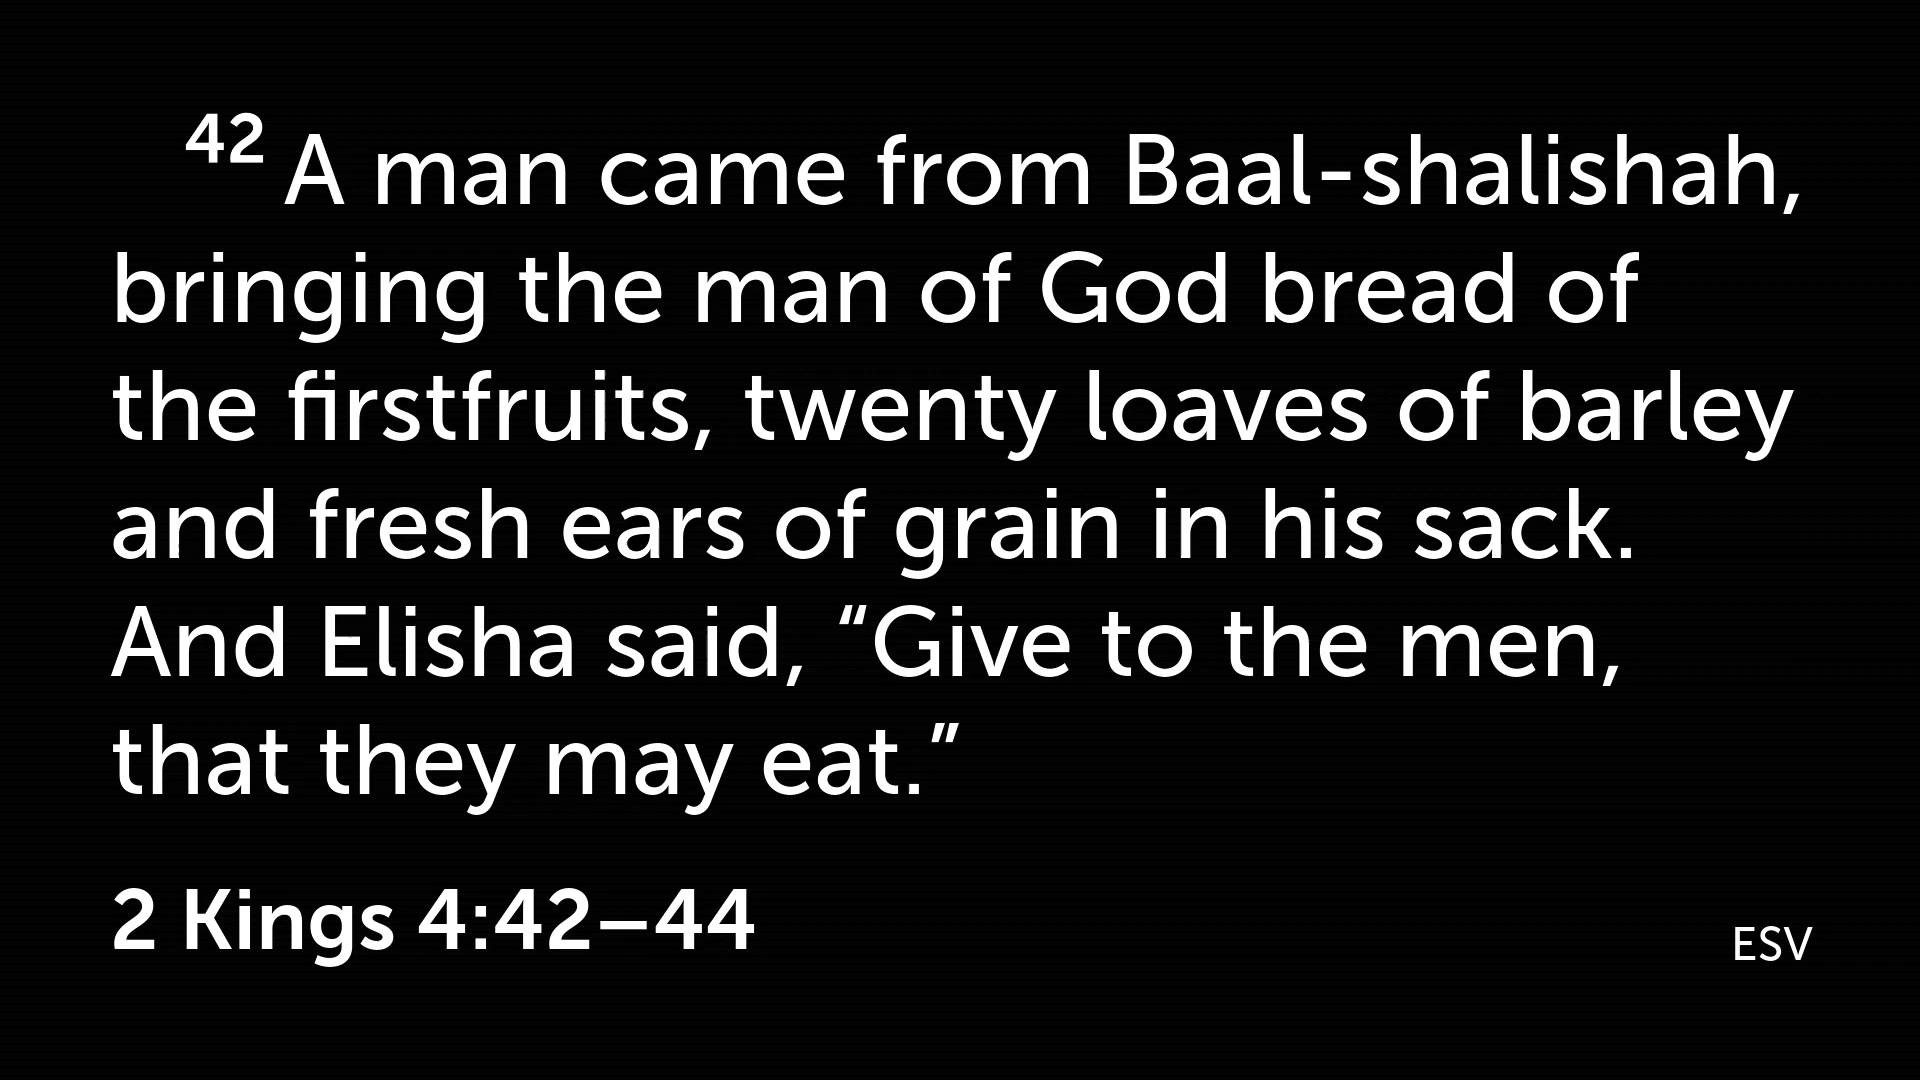 42 A man came from Baal-shalishah,
bringing the man of God bread of
the firstfruits, twenty loaves of barley
and fresh ears of grain in his sack.
And Elisha said, “Give to the men,
that they may eat.”
2 Kings 4:42–44
ESV